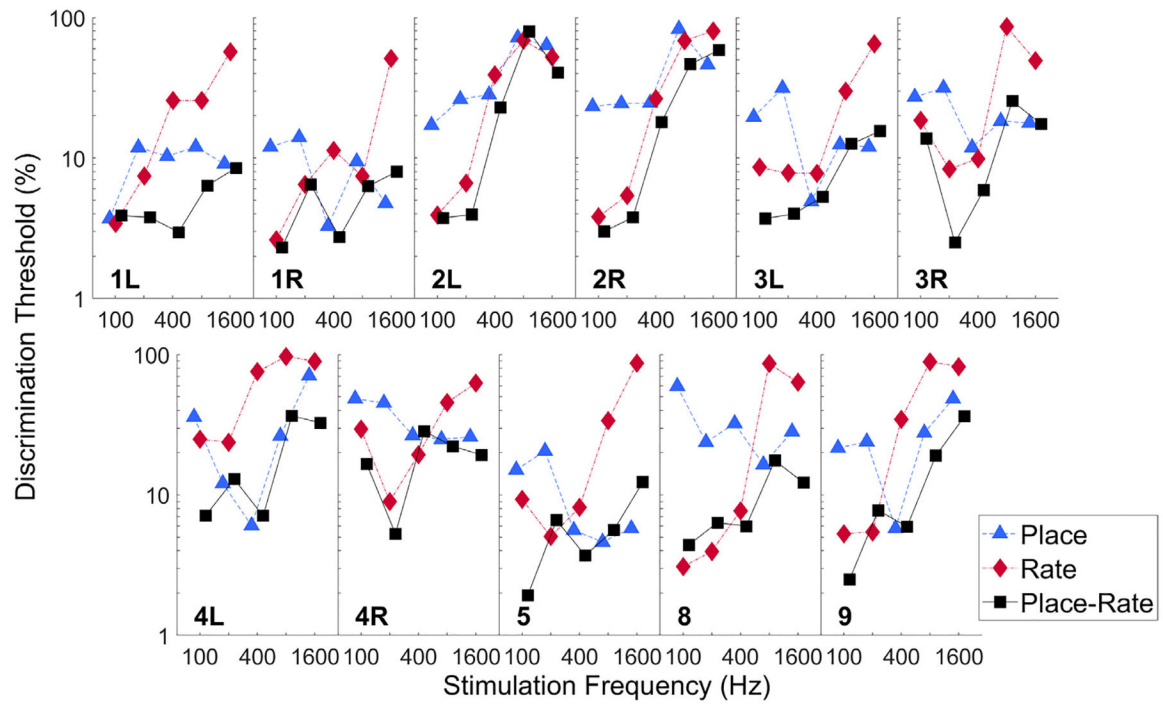 Discrimination Threshold (%)
100
10
1
1L
1R
2L
2R
3L
3R
100 400 1600 100 400 1600 100 400 1600 100 400 1600 100 400 1600 100 400 1600
100
10
1
4L
4R
5
8
9
100 400 1600 100 400 1600 100 400 1600 100 400 1600 100 400 1600
Stimulation Frequency (Hz)
Place
Rate
Place-Rate